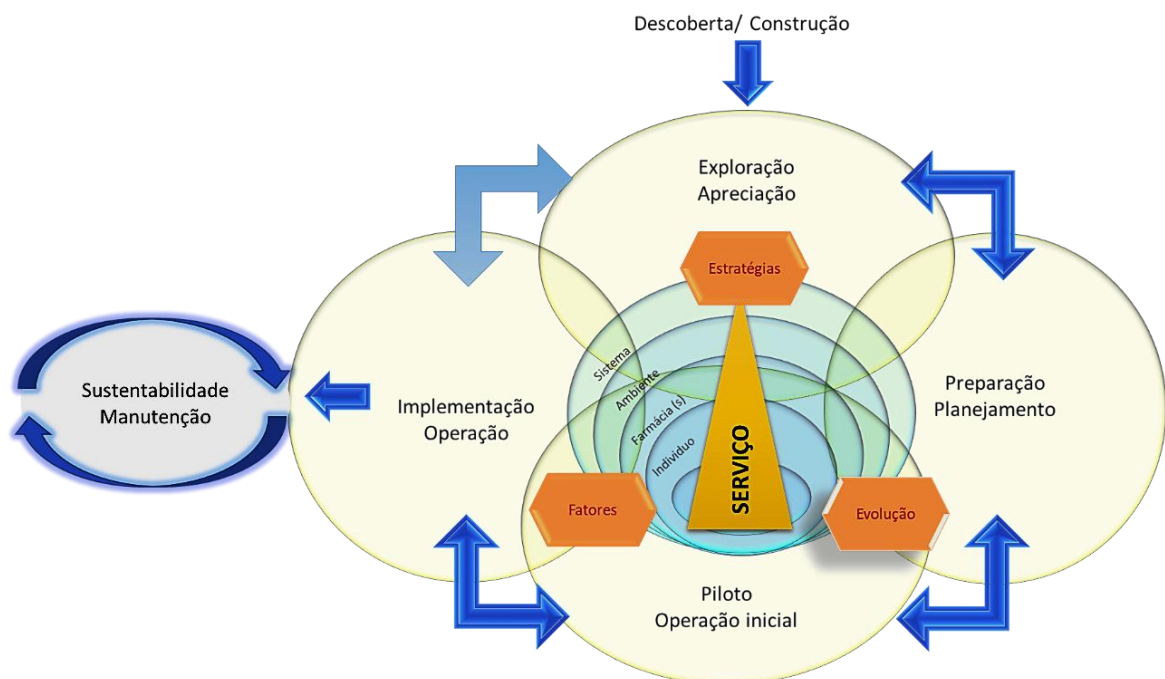 Descoberta/ Construção
Exploração
Apreciação
Estratégias
Sistema
Ambiente
Farmácia (s)
Individuo
SERVIÇO
Preparação
Planejamento
Sustentabilidade
Manutenção
Implementação
Operação
Fatores
Evolução
Piloto
Operação inicial